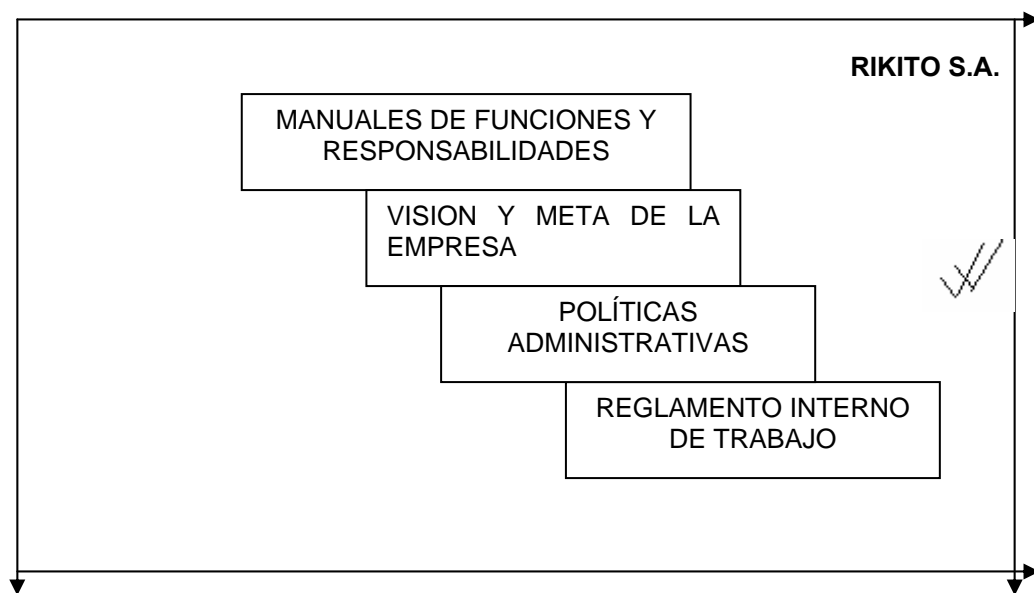 RIKITO S.A.
MANUALES DE FUNCIONES Y
RESPONSABILIDADES
VISION Y META DE LA
EMPRESA
POLÍTICAS
ADMINISTRATIVAS
REGLAMENTO INTERNO
DE TRABAJO